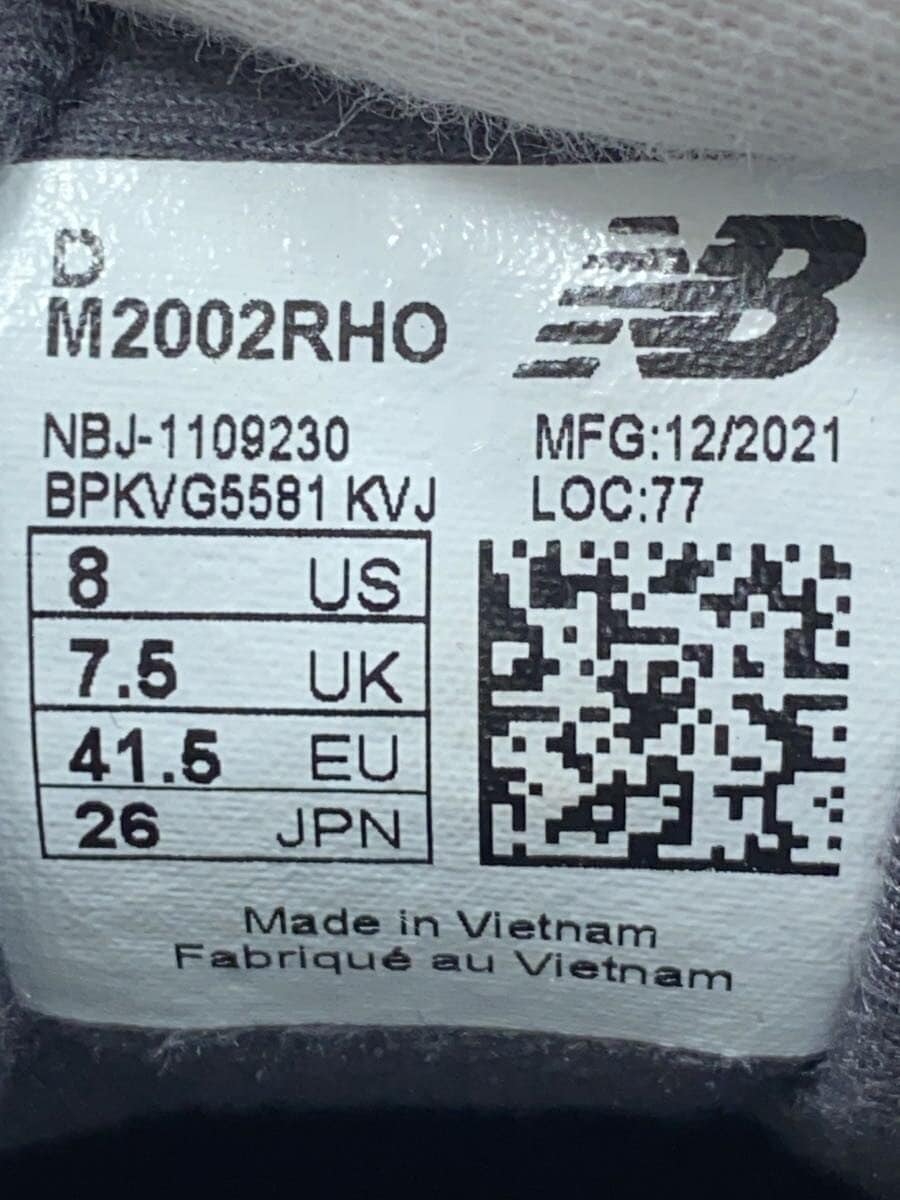 D
M2002RHO
NB
NBJ-1109230
MFG:12/2021
BPKVG5581 KVJ
LOC:77
8 US
7.5 UK
41.5 EU
26 JPN
Made in Vietnam
Fabriqué au Vietnam